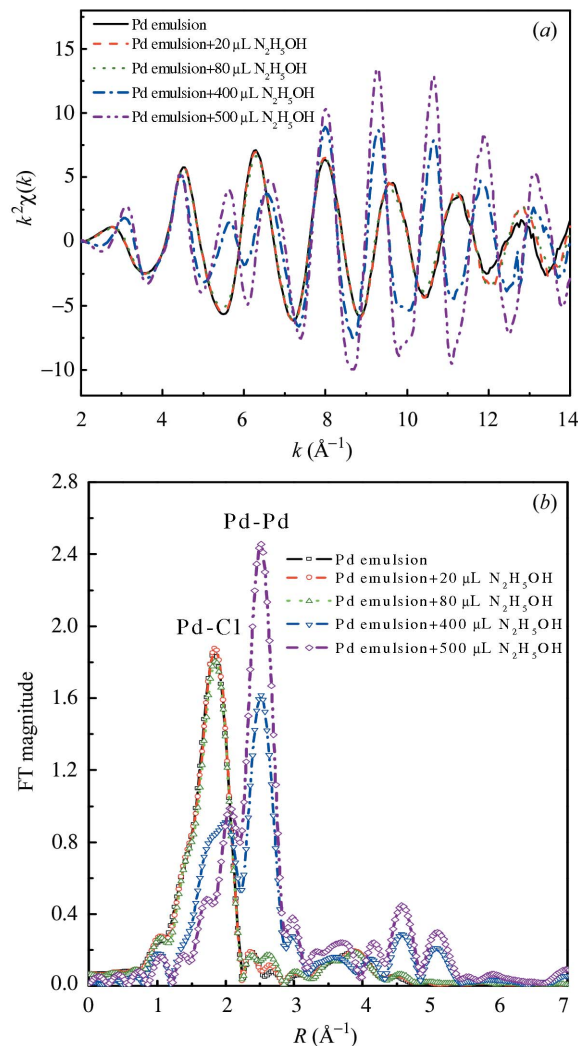 (a)
Pd emulsion
Pd emulsion+20 µL N₂H₅OH
Pd emulsion+80 µL N₂H₅OH
Pd emulsion+400 µL N₂H₅OH
Pd emulsion+500 µL N₂H₅OH
15
10
5
0
−5
−10
k²χ(k)
2 4 6 8 10 12 14
k (Å⁻¹)
(b)
Pd-Pd
Pd-Cl
Pd emulsion
Pd emulsion+20 µL N₂H₅OH
Pd emulsion+80 µL N₂H₅OH
Pd emulsion+400 µL N₂H₅OH
Pd emulsion+500 µL N₂H₅OH
2.8
2.4
2.0
1.6
1.2
0.8
0.4
0.0
FT magnitude
0 1 2 3 4 5 6 7
R (Å⁻¹)